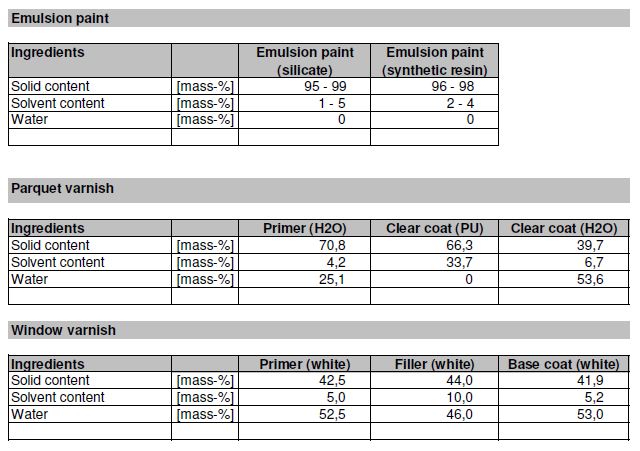 Emulsion paint
Ingredients Emulsion paint (silicate) Emulsion paint (synthetic resin)
Solid content [mass-%] 95 - 99 96 - 98
Solvent content [mass-%] 1 - 5 2 - 4
Water [mass-%] 0 0
Parquet varnish
Ingredients Primer (H2O) Clear coat (PU) Clear coat (H2O)
Solid content [mass-%] 70,8 66,3 39,7
Solvent content [mass-%] 4,2 33,7 6,7
Water [mass-%] 25,1 0 53,6
Window varnish
Ingredients Primer (white) Filler (white) Base coat (white)
Solid content [mass-%] 42,5 44,0 41,9
Solvent content [mass-%] 5,0 10,0 5,2
Water [mass-%] 52,5 46,0 53,0